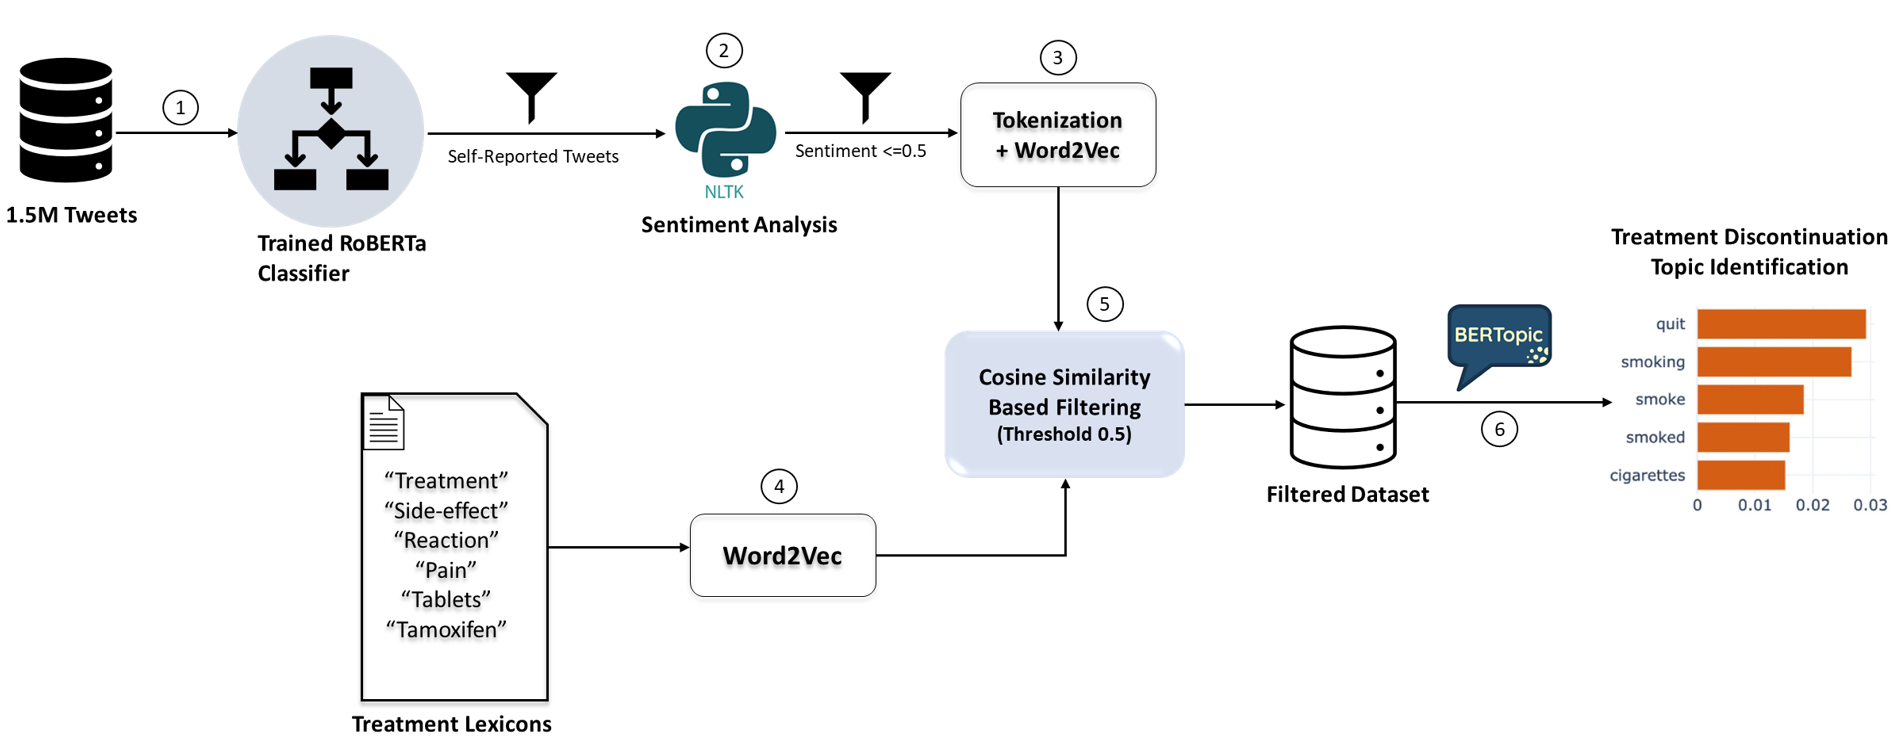 1
1.5M Tweets
Trained RoBERTa
Classifier
Self-Reported Tweets
2
NLTK
Sentiment Analysis
Sentiment <=0.5
3
Tokenization
+ Word2Vec
“Treatment”
“Side-effect”
“Reaction”
“Pain”
“Tablets”
“Tamoxifen”
Treatment Lexicons
4
Word2Vec
5
Cosine Similarity
Based Filtering
(Threshold 0.5)
Filtered Dataset
BERTopic
6
Treatment Discontinuation
Topic Identification
quit
smoking
smoke
smoked
cigarettes
0 0.01 0.02 0.03